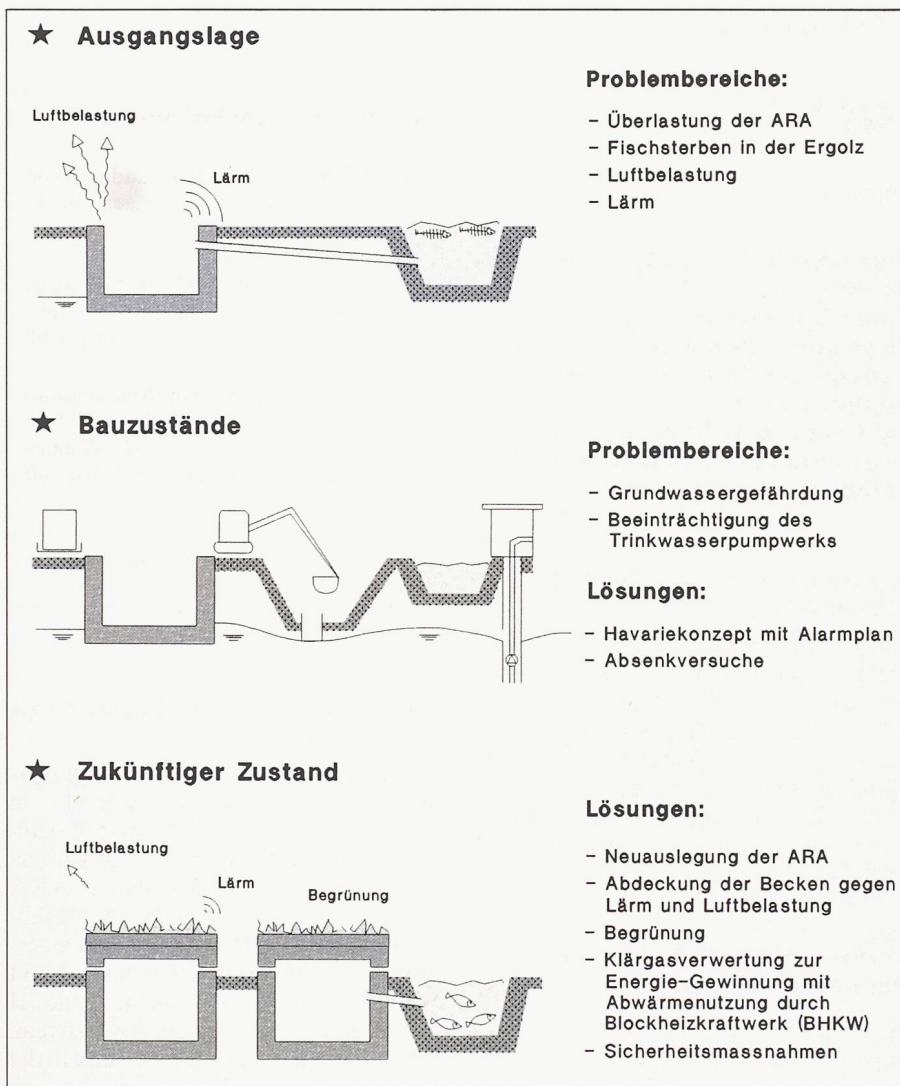 ★ Ausgangslage
Luftbelastung
Lärm
Problembereiche:
- Überlastung der ARA
- Fischsterben in der Ergolz
- Luftbelastung
- Lärm
★ Bauzustände
Problembereiche:
- Grundwassergefährdung
- Beeinträchtigung des
Trinkwasserpumpwerks
Lösungen:
- Havariekonzept mit Alarmplan
- Absenkversuche
★ Zukünftiger Zustand
Luftbelastung
Lärm
Begrünung
Lösungen:
- Neuauslegung der ARA
- Abdeckung der Becken gegen
Lärm und Luftbelastung
- Begrünung
- Klärgasverwertung zur
Energie-Gewinnung mit
Abwärmenutzung durch
Blockheizkraftwerk (BHKW)
- Sicherheitsmassnahmen